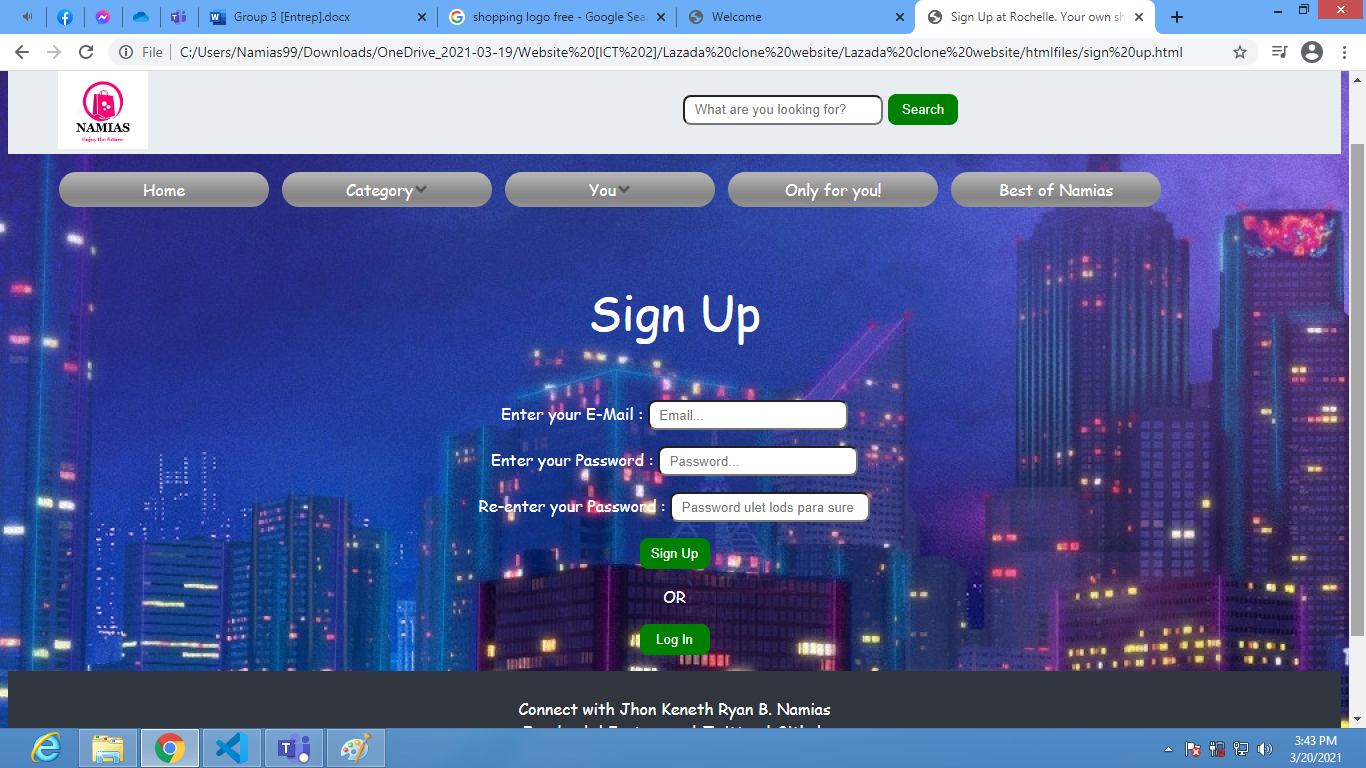 Group 3 [Entrep].docx
shopping logo free - Google Sea
Welcome
Sign Up at Rochelle. Your own sh
File
C:/Users/Namias99/Downloads/OneDrive_2021-03-19/Website%20[ICT%202]/Lazada%20clone%20website/Lazada%20clone%20website/htmlfiles/sign%20up.html
NAMIAS
Enjoy the future
What are you looking for?
Search
Home
Category
You
Only for you!
Best of Namias
Sign Up
Enter your E-Mail :
Email...
Enter your Password :
Password...
Re-enter your Password :
Password ulet lods para sure
Sign Up
OR
Log In
Connect with Jhon Keneth Ryan B. Namias
3:43 PM
3/20/2021